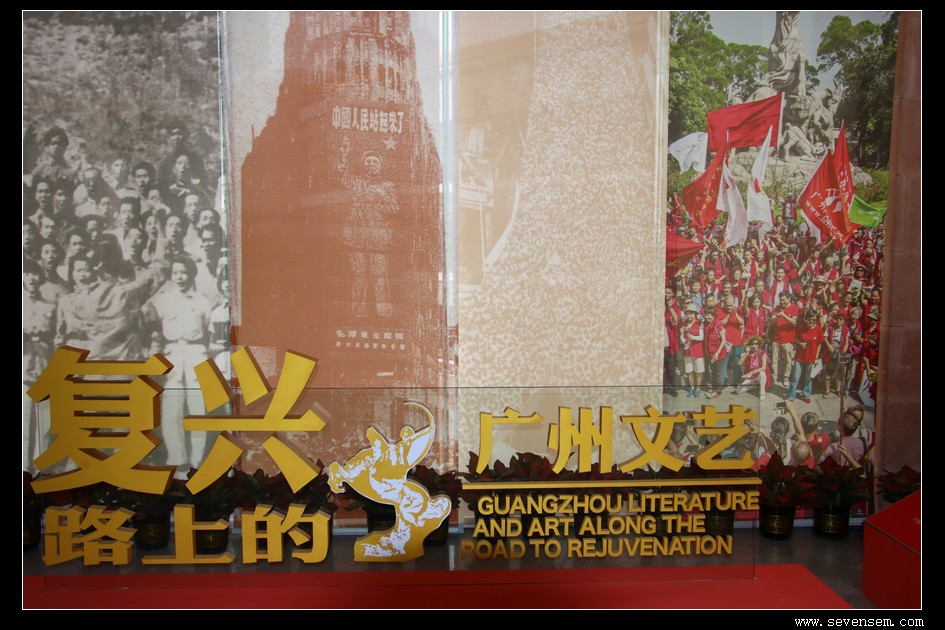 中国人民站起来了
复兴
路上的
广州文艺
GUANGZHOU LITERATURE
AND ART ALONG THE
ROAD TO REJUVENATION
www.sevensem.com